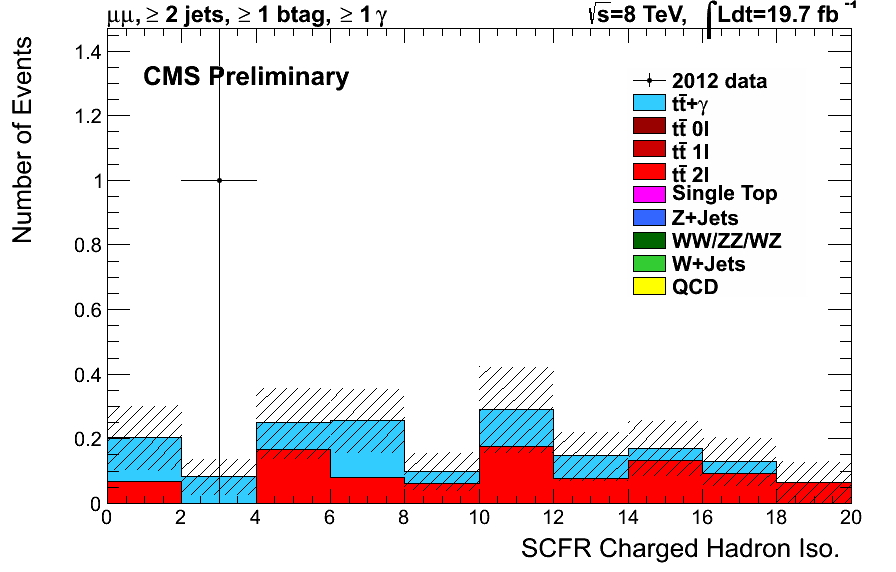 μμ, ≥ 2 jets, ≥ 1 btag, ≥ 1 γ
√s=8 TeV, ∫Ldt=19.7 fb⁻¹
CMS Preliminary
Number of Events
1.4
1.2
1
0.8
0.6
0.4
0.2
0
2012 data
tt̄+γ
tt̄ 0l
tt̄ 1l
tt̄ 2l
Single Top
Z+Jets
WW/ZZ/WZ
W+Jets
QCD
0 2 4 6 8 10 12 14 16 18 20
SCFR Charged Hadron Iso.